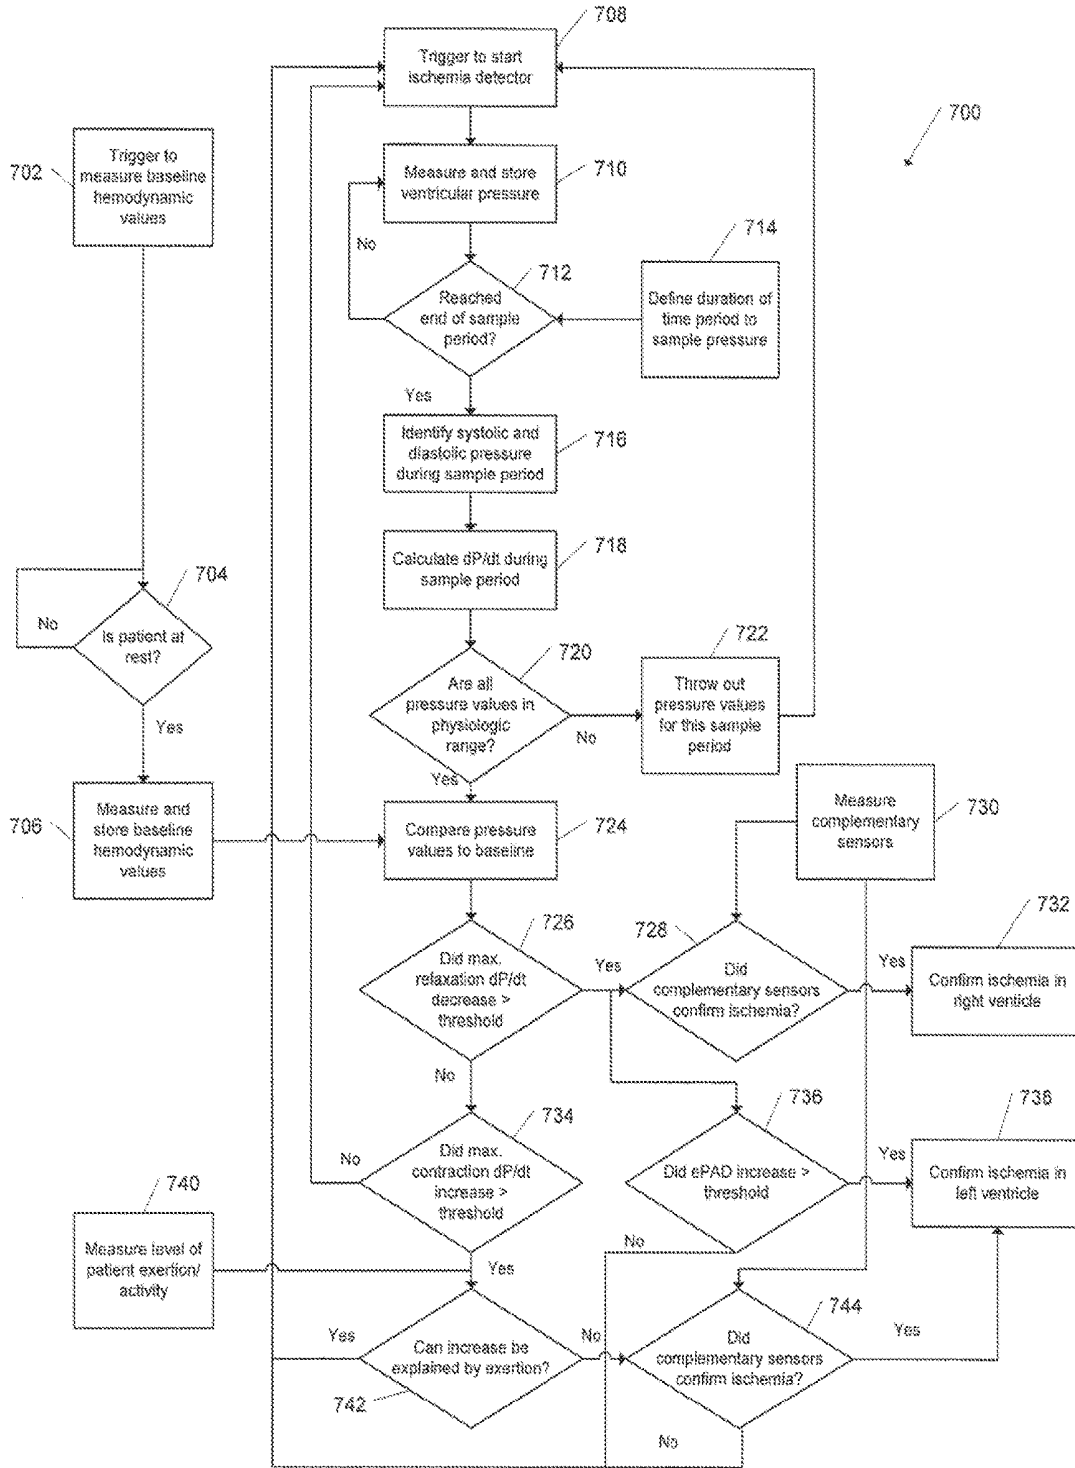 708
Trigger to start
ischemia detector
700
702
Trigger to
measure baseline
hemodynamic
values
Measure and store
ventricular pressure
710
No
714
712
Reached
end of sample
period?
Define duration of
time period to
sample pressure
Yes
Identify systolic and
diastolic pressure
during sample period
716
Calculate dP/dt during
sample period
718
704
No
Is patient at
rest?
Yes
720
Are all
pressure values in
physiologic
range?
No
Yes
722
Throw out
pressure values
for this sample
period
706
Measure and
store baseline
hemodynamic
values
Compare pressure
values to baseline
724
Measure
complementary
sensors
730
726
Did max.
relaxation dP/dt
decrease >
threshold
Yes
No
728
Did
complementary sensors
confirm ischemia?
Yes
732
Confirm ischemia in
right venticle
734
Did max.
contraction dP/dt
increase >
threshold
No
Yes
736
Did ePAD increase >
threshold
Yes
No
738
Confirm ischemia in
left ventricle
740
Measure level of
patient exertion/
activity
Yes
Can increase be
explained by exertion?
742
No
744
Did
complementary sensors
confirm ischemia?
Yes
No